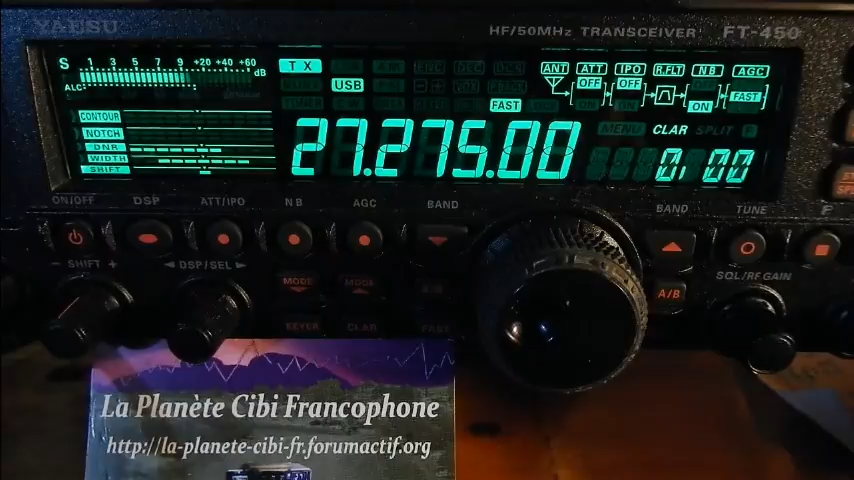 YAESU
HF/50MHz TRANSCEIVER FT-450
S 1 3 5 7 9 +20 +40 +60 dB
ALC:
TX
USB
FAST
ANT ATT IPO R.FLT NB AGC
OFF OFF
ON FAST
CONTOUR
NOTCH
DNR
WIDTH
SHIFT
27.275.00
MENU CLAR SPLIT P
0. 00
ON/OFF DSP ATT/IPO NB AGC BAND BAND TUNE F
- SHIFT + DSP/SEL SQL/RF GAIN
MODE MODE A/B
KEYER CLAR FAST
La Planète Cibi Francophone
http://la-planete-cibi-fr.forumactif.org